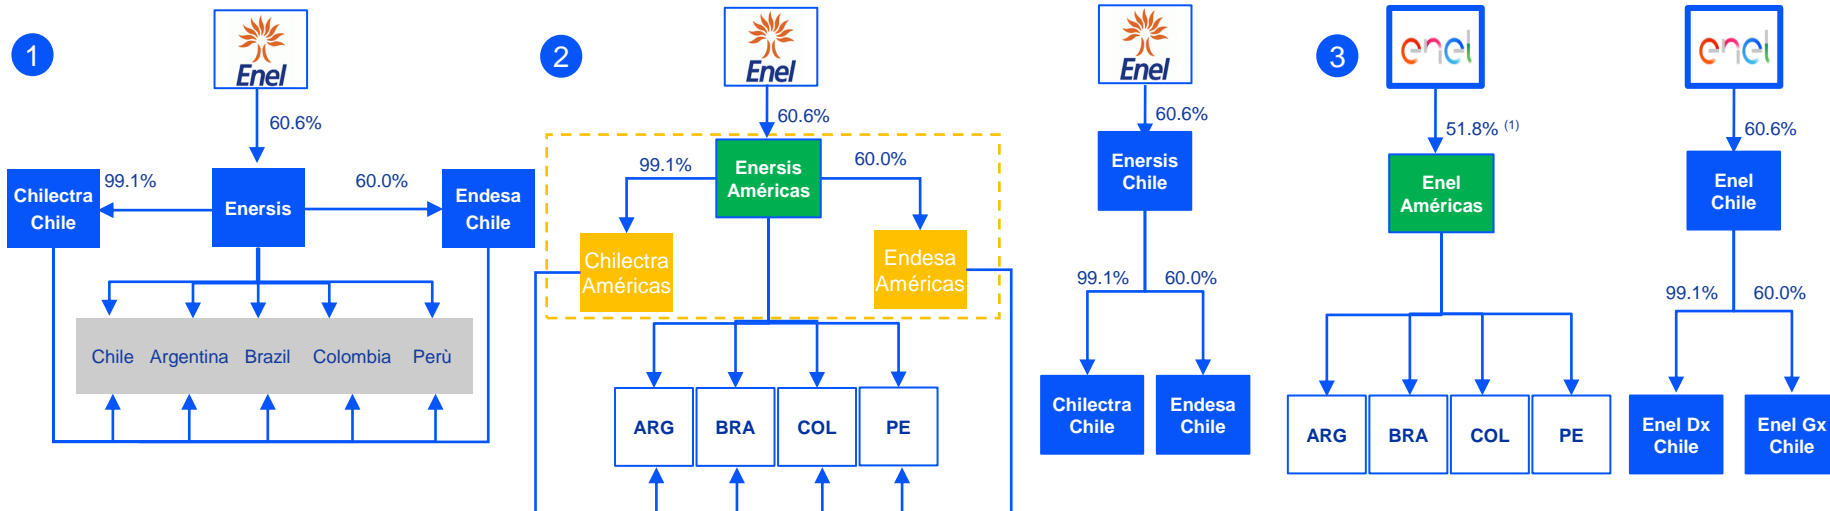 1
Enel
60.6%
Chilectra
Chile
99.1%
Enersis
60.0%
Endesa
Chile
Chile Argentina Brazil Colombia Perù
2
Enel
60.6%
99.1%
Enersis
Américas
60.0%
Chilectra
Américas
Endesa
Américas
ARG BRA COL PE
Enel
60.6%
Enersis
Chile
99.1% 60.0%
Chilectra
Chile
Endesa
Chile
3
enel
51.8% (1)
Enel
Américas
ARG BRA COL PE
enel
60.6%
Enel
Chile
99.1% 60.0%
Enel Dx
Chile
Enel Gx
Chile